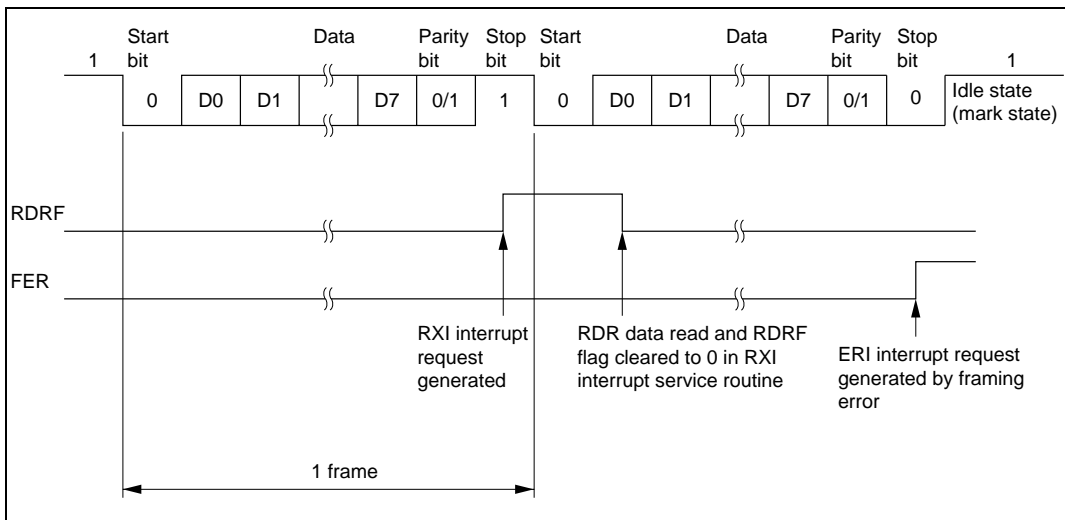 1
Start bit
Data
Parity bit
Stop bit
Start bit
Data
Parity bit
Stop bit
1
0
D0
D1
D7
0/1
1
0
D0
D1
D7
0/1
0
Idle state
(mark state)
RDRF
FER
RXI interrupt
request
generated
RDR data read and RDRF
flag cleared to 0 in RXI
interrupt service routine
ERI interrupt request
generated by framing
error
1 frame